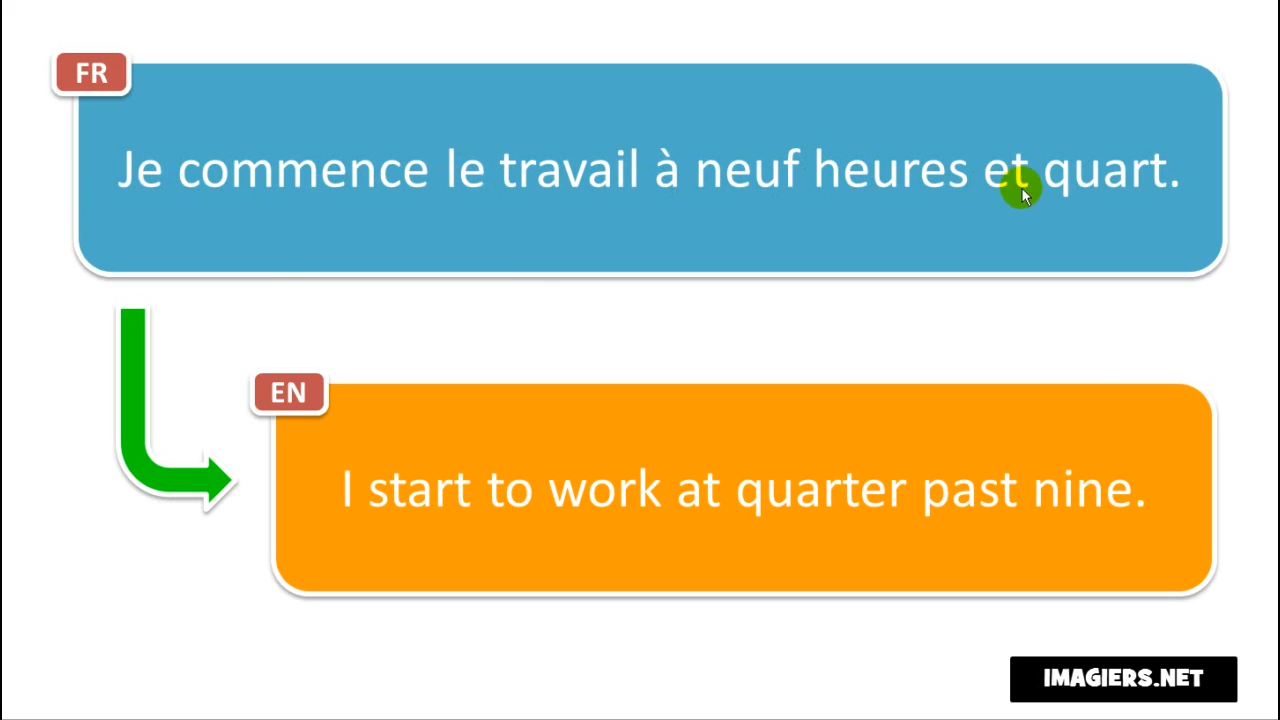 FR
Je commence le travail à neuf heures et quart.
EN
I start to work at quarter past nine.
IMAGIERS.NET